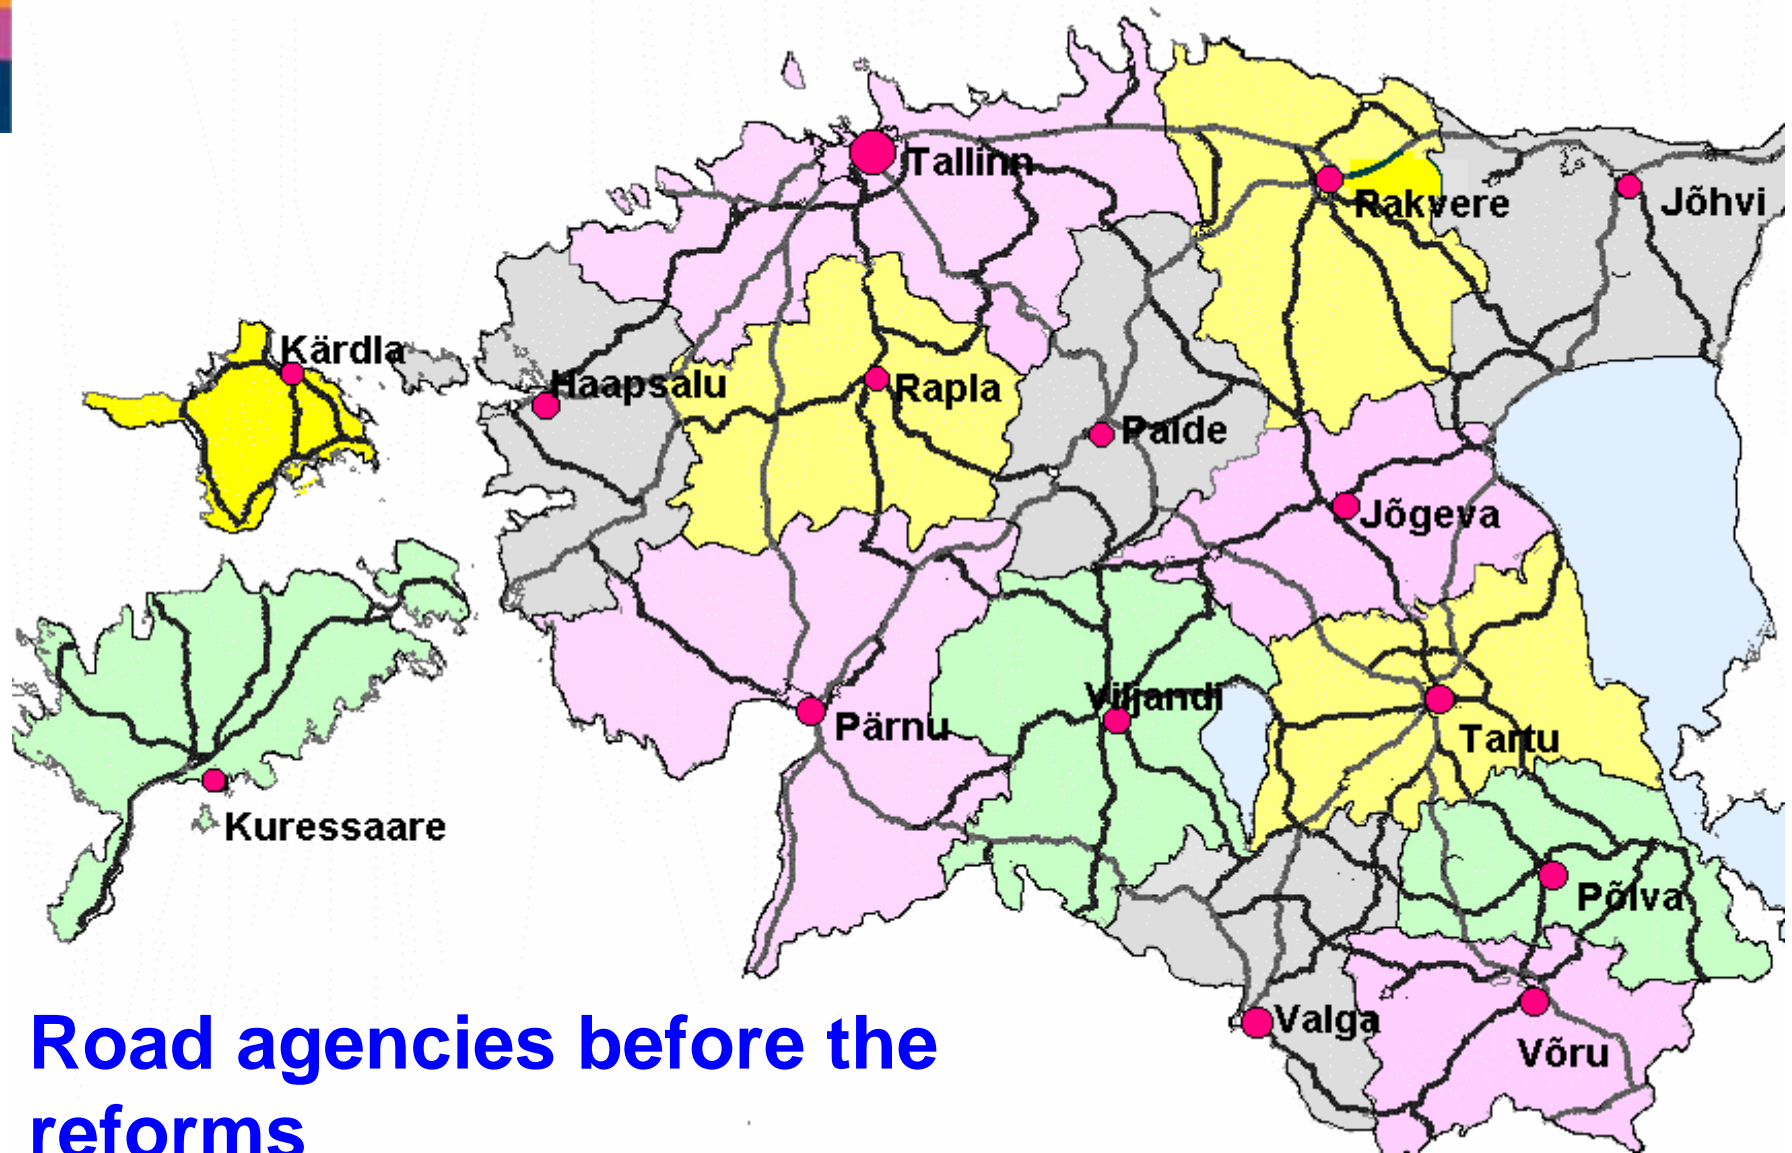 Tallinn
Rakvere
Jõhvi
Kärdla
Haapsalu
Rapla
Paide
Jõgeva
Viljandi
Pärnu
Tartu
Kuressaare
Põlva
Valga
Võru
Road agencies before the
reforms